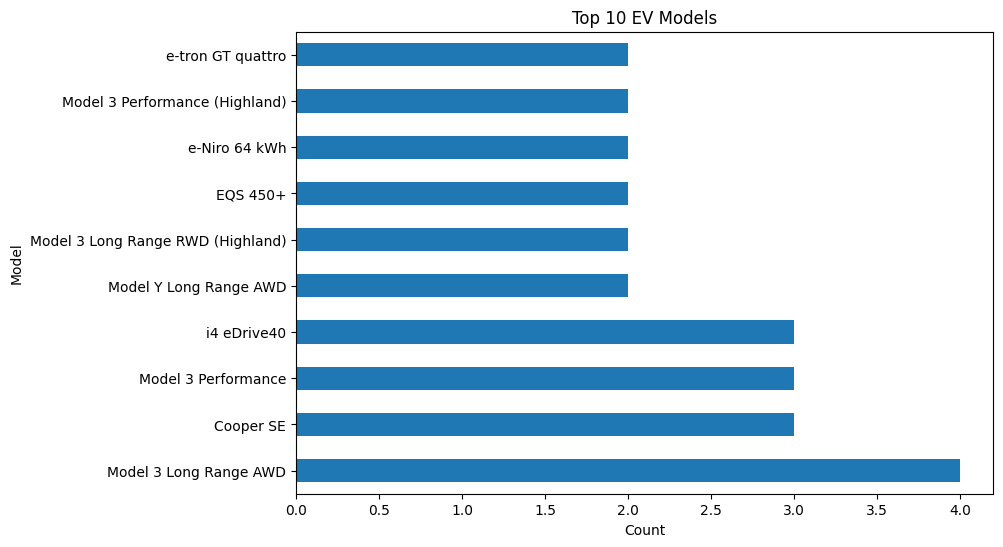 Top 10 EV Models
e-tron GT quattro
Model 3 Performance (Highland)
e-Niro 64 kWh
EQS 450+
Model 3 Long Range RWD (Highland)
Model Y Long Range AWD
i4 eDrive40
Model 3 Performance
Cooper SE
Model 3 Long Range AWD
Model
0.0 0.5 1.0 1.5 2.0 2.5 3.0 3.5 4.0
Count